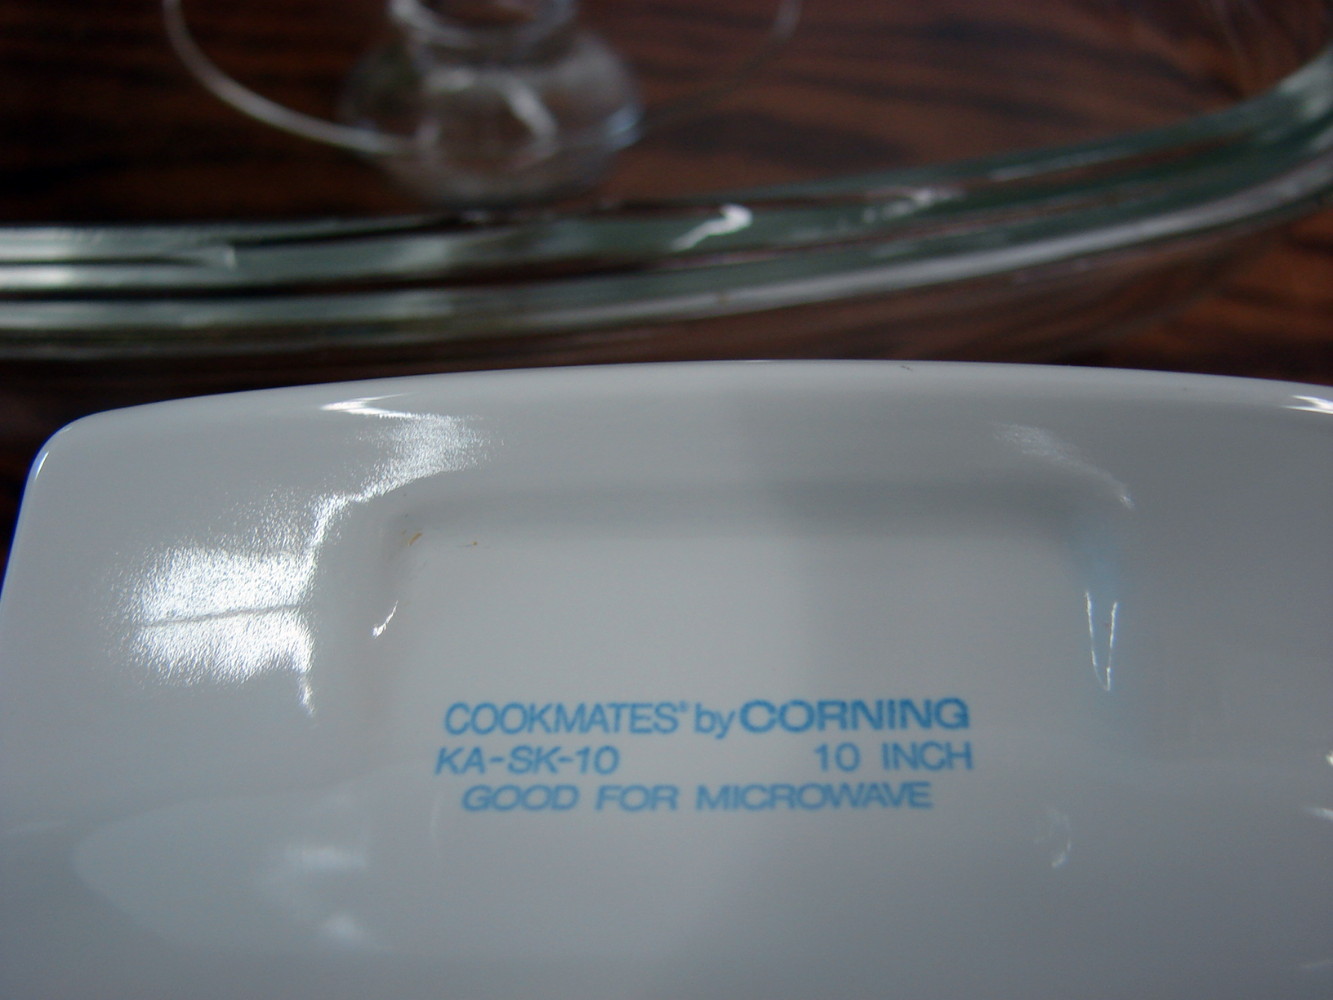 COOKMATES® by CORNING
KA-SK-10 10 INCH
GOOD FOR MICROWAVE